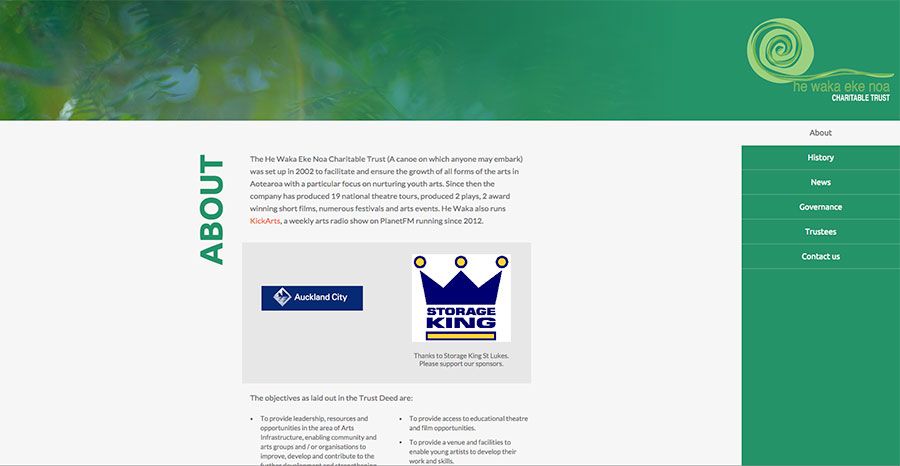 he waka eke noa
CHARITABLE TRUST
About
History
News
Governance
Trustees
Contact us
ABOUT
The He Waka Eke Noa Charitable Trust (A canoe on which anyone may embark)
was set up in 2002 to facilitate and ensure the growth of all forms of the arts in
Aotearoa with a particular focus on nurturing youth arts. Since then the
company has produced 19 national theatre tours, produced 2 plays, 2 award
winning short films, numerous festivals and arts events. He Waka also runs
KickArts, a weekly arts radio show on PlanetFM running since 2012.
Auckland City
STORAGE
KING
Thanks to Storage King St Lukes.
Please support our sponsors.
The objectives as laid out in the Trust Deed are:
• To provide leadership, resources and
opportunities in the area of Arts
Infrastructure, enabling community and
arts groups and / or organisations to
improve, develop and contribute to the
further development and strengthening
• To provide access to educational theatre
and film opportunities.
• To provide a venue and facilities to
enable young artists to develop their
work and skills.